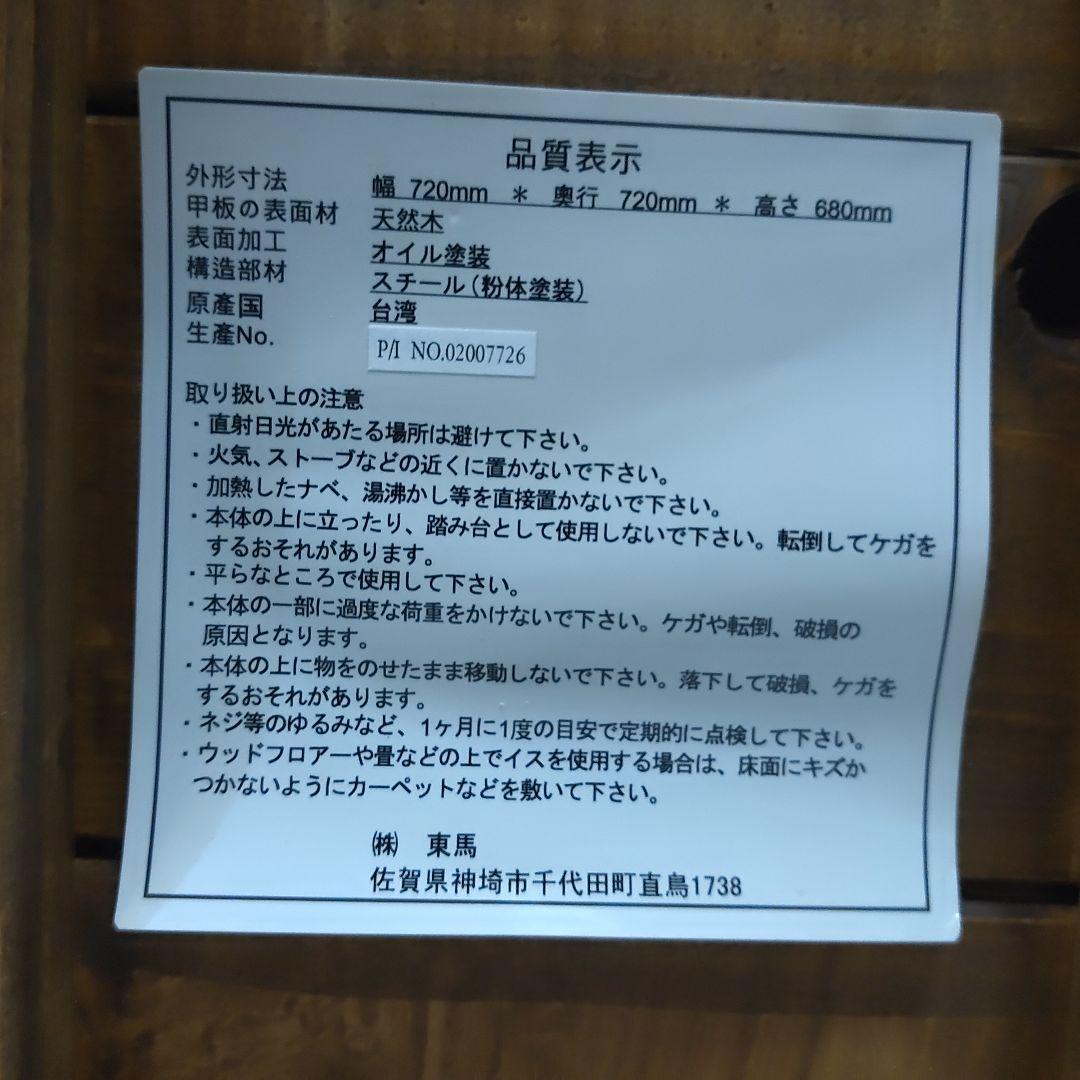 品質表示
外形寸法 幅 720mm * 奥行 720mm * 高さ 680mm
甲板の表面材 天然木
表面加工 オイル塗装
構造部材 スチール(粉体塗装)
原產国 台湾
生產No. P/I NO.02007726
取り扱い上の注意
・直射日光があたる場所は避けて下さい。
・火気、ストーブなどの近くに置かないで下さい。
・加熱したナベ、湯沸かし等を直接置かないで下さい。
・本体の上に立ったり、踏み台として使用しないで下さい。転倒してケガを
するおそれがあります。
・平らなところで使用して下さい。
・本体の一部に過度な荷重をかけないで下さい。ケガや転倒、破損の
原因となります。
・本体の上に物をのせたまま移動しないで下さい。落下して破損、ケガを
するおそれがあります。
・ネジ等のゆるみなど、1ヶ月に1度の目安で定期的に点検して下さい。
・ウッドフロアーや畳などの上でイスを使用する場合は、床面にキズか
つかないようにカーペットなどを敷いて下さい。
㈱ 東馬
佐賀県神埼市千代田町直鳥1738